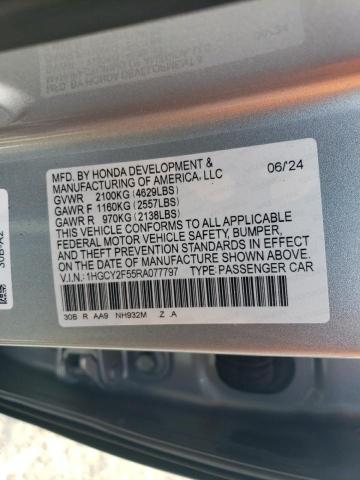 MFD. BY HONDA DEVELOPMENT &
MANUFACTURING OF AMERICA, LLC 06/24
GVWR 2100KG (4629LBS)
GAWR F 1160KG (2557LBS)
GAWR R 970KG (2138LBS)
THIS VEHICLE CONFORMS TO ALL APPLICABLE
FEDERAL MOTOR VEHICLE SAFETY, BUMPER,
AND THEFT PREVENTION STANDARDS IN EFFECT
ON THE DATE OF MANUFACTURE SHOWN ABOVE.
V.I.N.: 1HGCY2F55RA077797 TYPE: PASSENGER CAR
30B R AA9 NH932M .Z .A